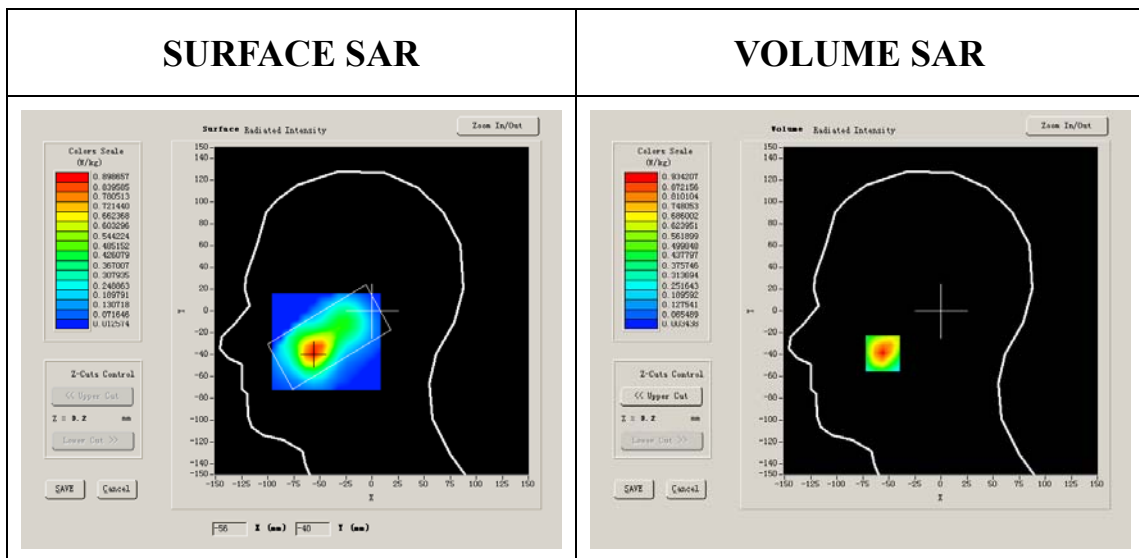 SURFACE SAR
VOLUME SAR
Surface Radiated Intensity
Zoom In/Out
Colors Scale
(W/kg)
0.898657
0.839585
0.780513
0.721440
0.662368
0.603296
0.544224
0.485152
0.426079
0.367007
0.307935
0.248863
0.189791
0.130718
0.071646
0.012574
150
140
120
100
80
60
40
20
0
-20
-40
-60
-80
-100
-120
-140
-150
Y
-150 -125 -100 -75 -50 -25 0 25 50 75 100 125 150
X
Z-Cuts Control
<< Upper Cut
Z = 3.2 mm
Lower Cut >>
SAVE Cancel
-56 X (mm) -40 Y (mm)
Volume Radiated Intensity
Zoom In/Out
Colors Scale
(W/kg)
0.934207
0.872156
0.810104
0.748053
0.686002
0.623951
0.561899
0.499848
0.437797
0.375746
0.313694
0.251643
0.189592
0.127541
0.065489
0.003438
150
140
120
100
80
60
40
20
0
-20
-40
-60
-80
-100
-120
-140
-150
Y
-150 -125 -100 -75 -50 -25 0 25 50 75 100 125 150
X
Z-Cuts Control
<< Upper Cut
Z = 3.2 mm
Lower Cut >>
SAVE Cancel